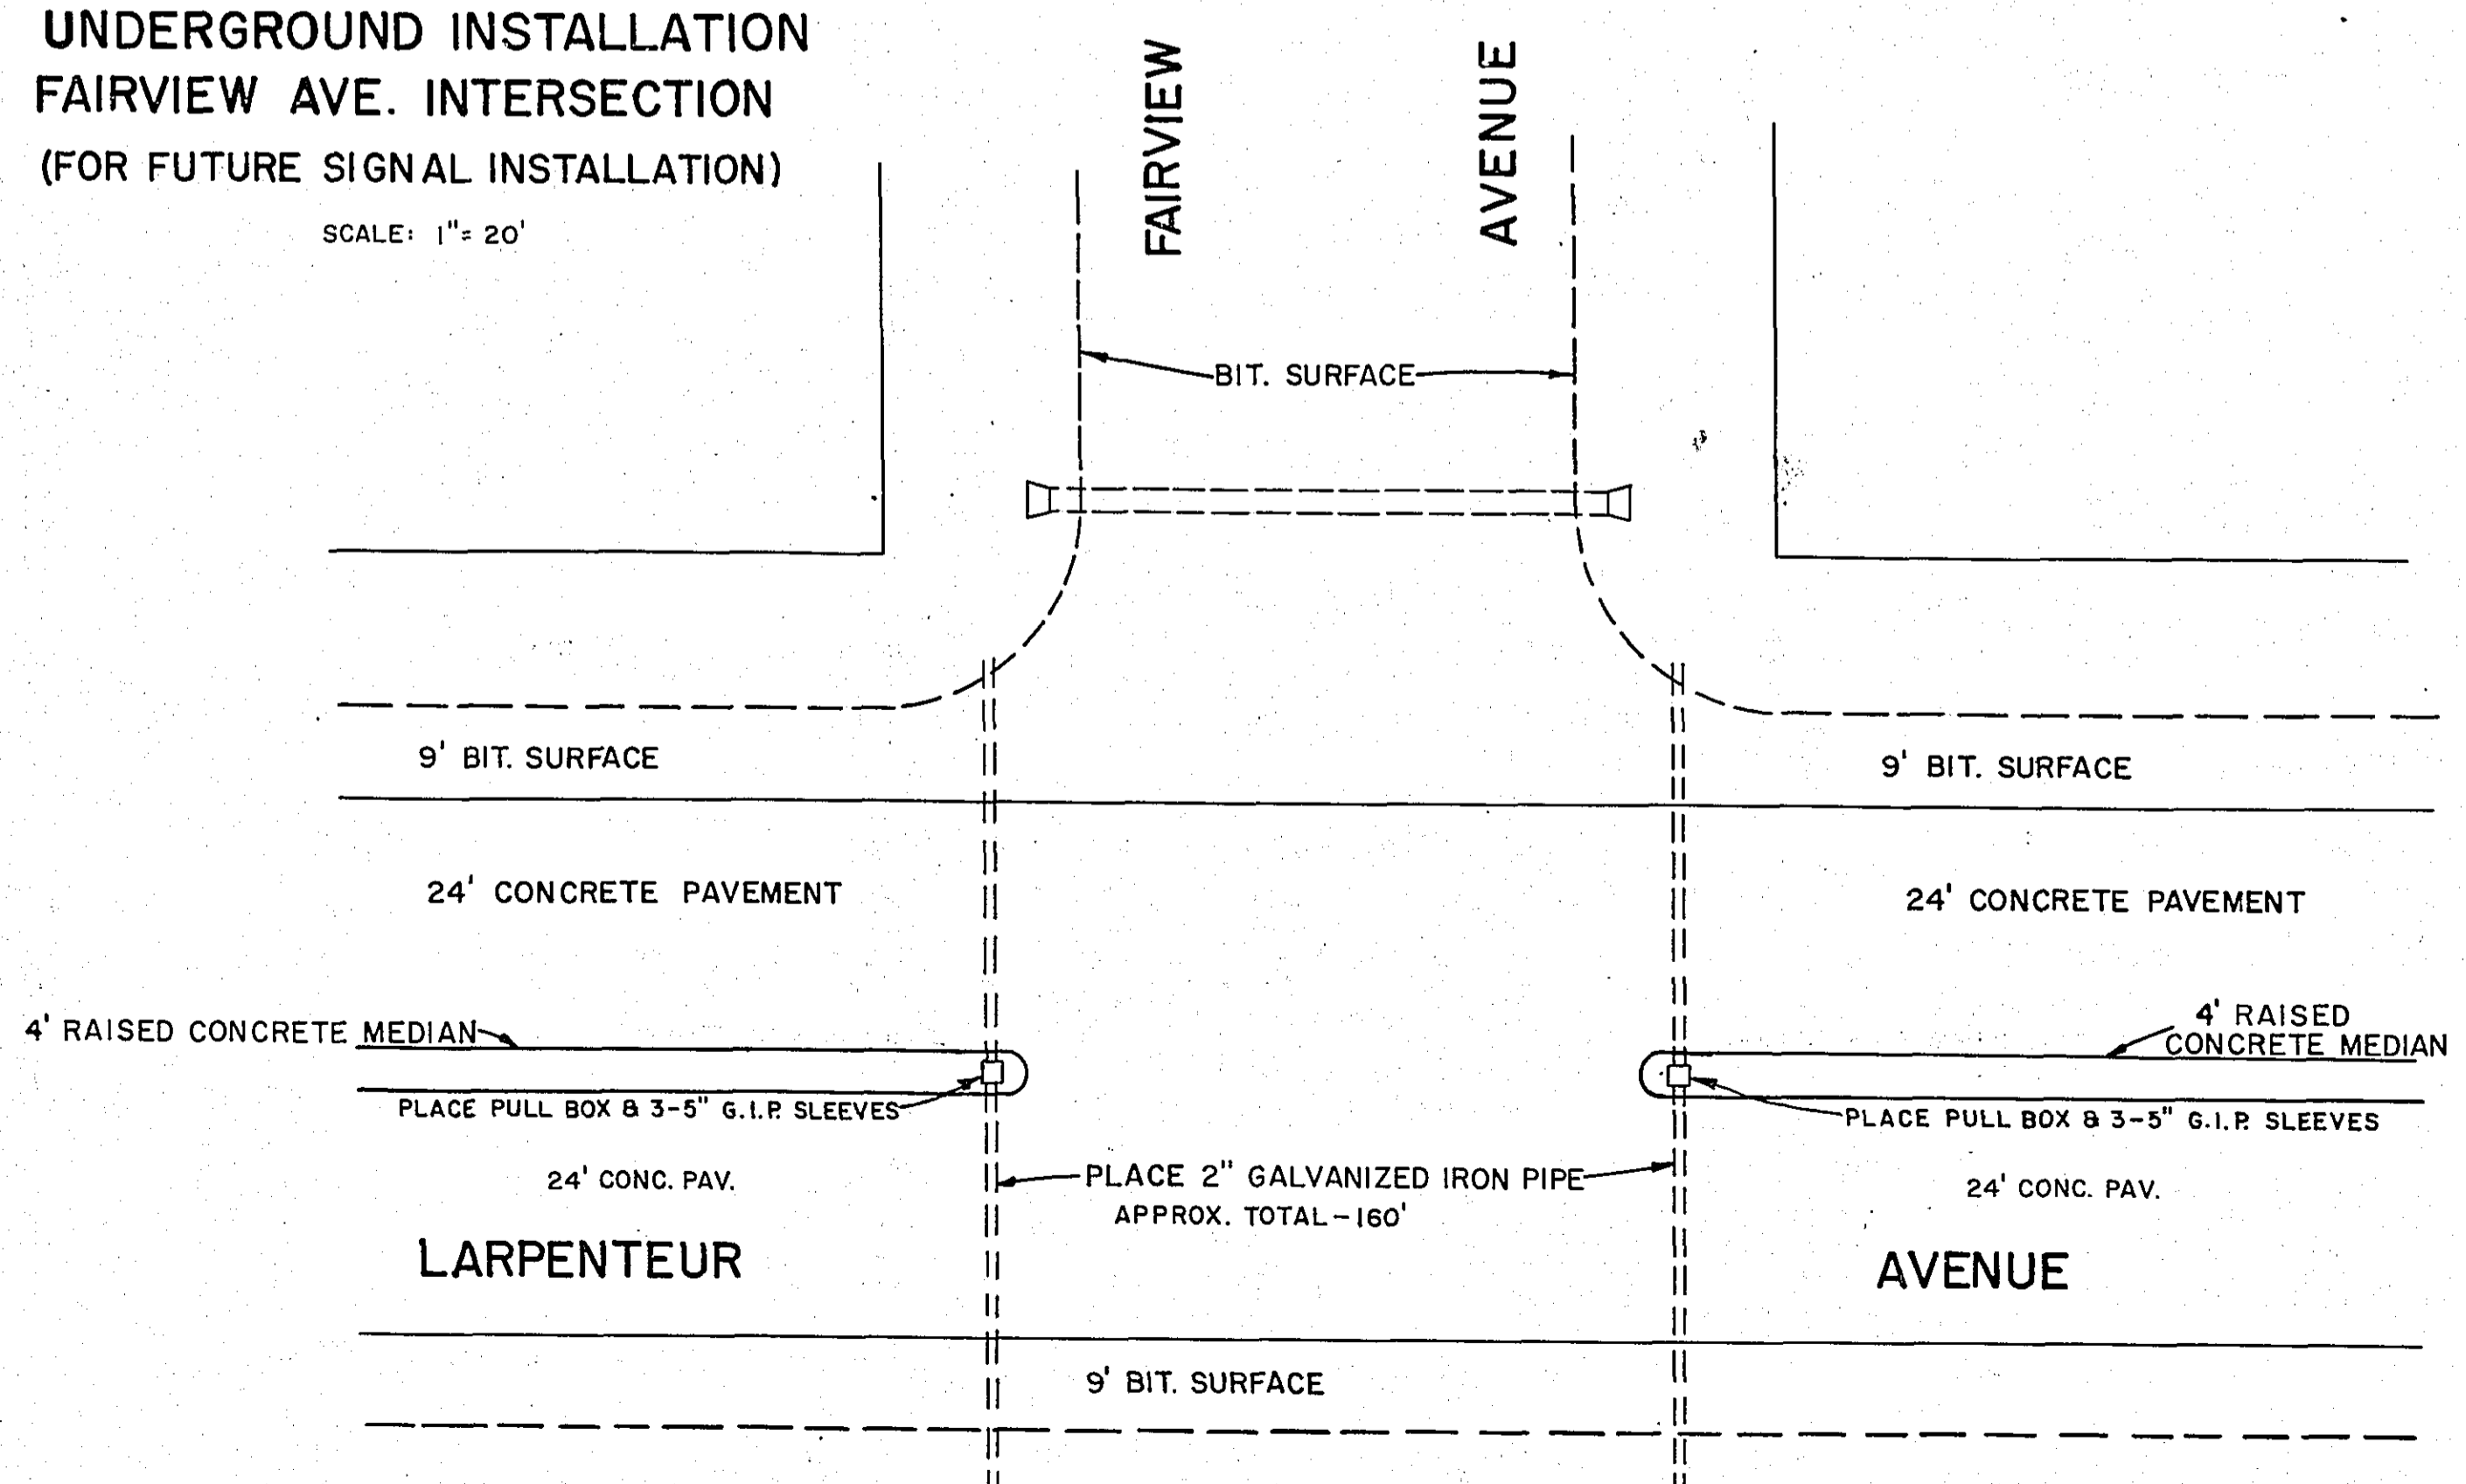 UNDERGROUND INSTALLATION
FAIRVIEW AVE. INTERSECTION
(FOR FUTURE SIGNAL INSTALLATION)
SCALE: 1"= 20'
FAIRVIEW
AVENUE
BIT. SURFACE
9' BIT. SURFACE
9' BIT. SURFACE
24' CONCRETE PAVEMENT
24' CONCRETE PAVEMENT
4' RAISED CONCRETE MEDIAN
4' RAISED
CONCRETE MEDIAN
PLACE PULL BOX & 3-5" G.I.P. SLEEVES
PLACE PULL BOX & 3-5" G.I.P. SLEEVES
24' CONC. PAV.
PLACE 2" GALVANIZED IRON PIPE
APPROX. TOTAL-160'
24' CONC. PAV.
LARPENTEUR
AVENUE
9' BIT. SURFACE